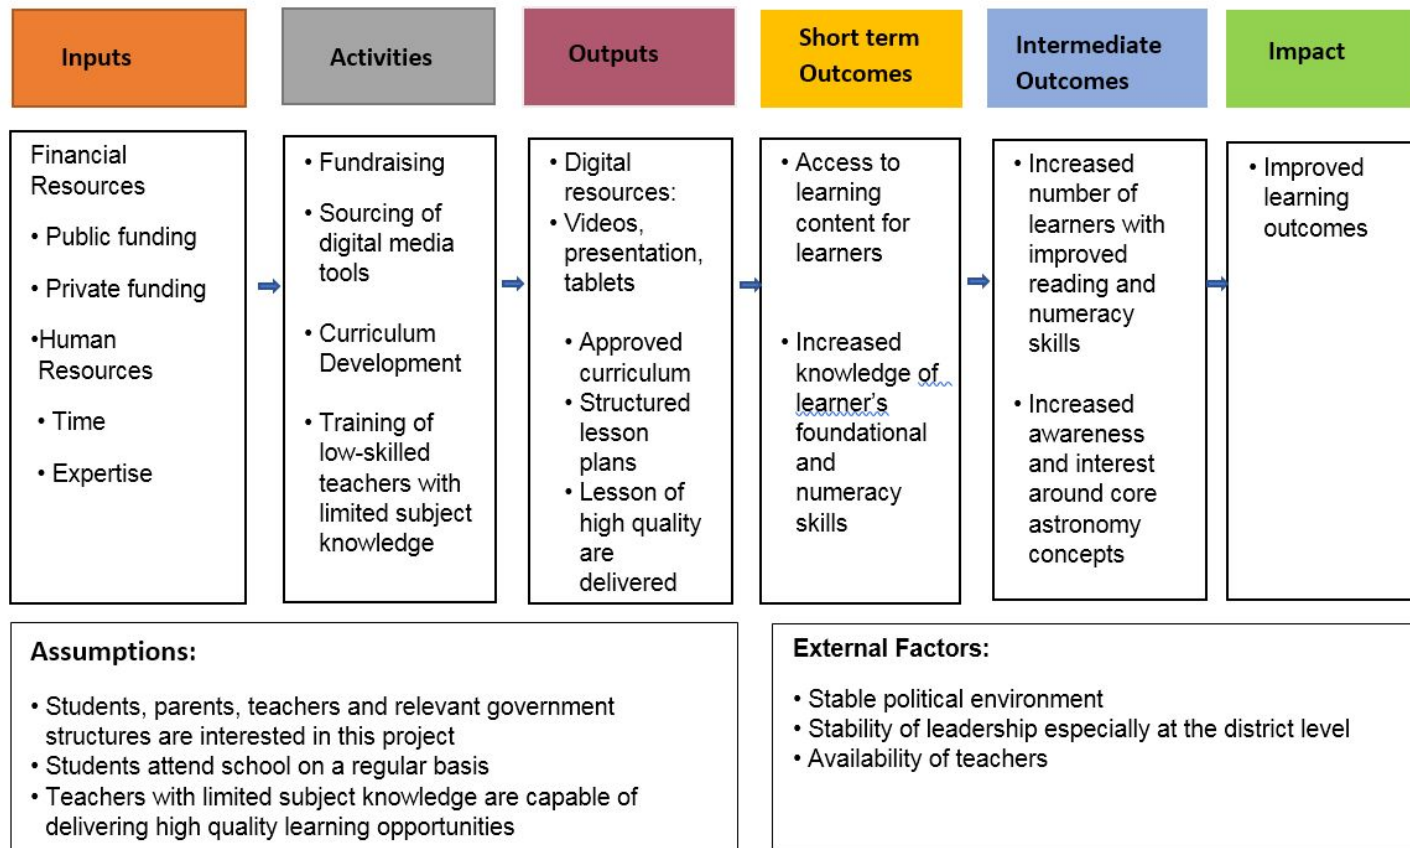 Inputs
Activities
Outputs
Short term
Outcomes
Intermediate
Outcomes
Impact
Financial
Resources
• Public funding
• Private funding
•Human
Resources
• Time
• Expertise
• Fundraising
• Sourcing of
digital media
tools
• Curriculum
Development
• Training of
low-skilled
teachers with
limited subject
knowledge
• Digital
resources:
• Videos,
presentation,
tablets
• Approved
curriculum
• Structured
lesson
plans
• Lesson of
high quality
are
delivered
• Access to
learning
content for
learners
• Increased
knowledge of
learner’s
foundational
and
numeracy
skills
• Increased
number of
learners with
improved
reading and
numeracy
skills
• Increased
awareness
and interest
around core
astronomy
concepts
• Improved
learning
outcomes
Assumptions:
• Students, parents, teachers and relevant government
structures are interested in this project
• Students attend school on a regular basis
• Teachers with limited subject knowledge are capable of
delivering high quality learning opportunities
External Factors:
• Stable political environment
• Stability of leadership especially at the district level
• Availability of teachers